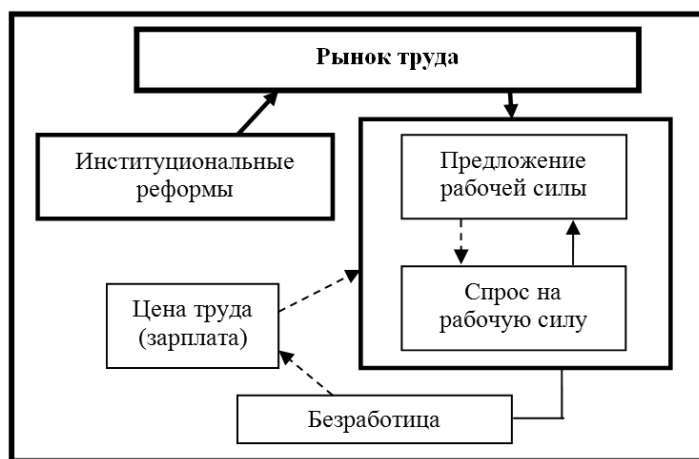 Рынок труда
Институциональные
реформы
Предложение
рабочей силы
Цена труда
(зарплата)
Спрос на
рабочую силу
Безработица